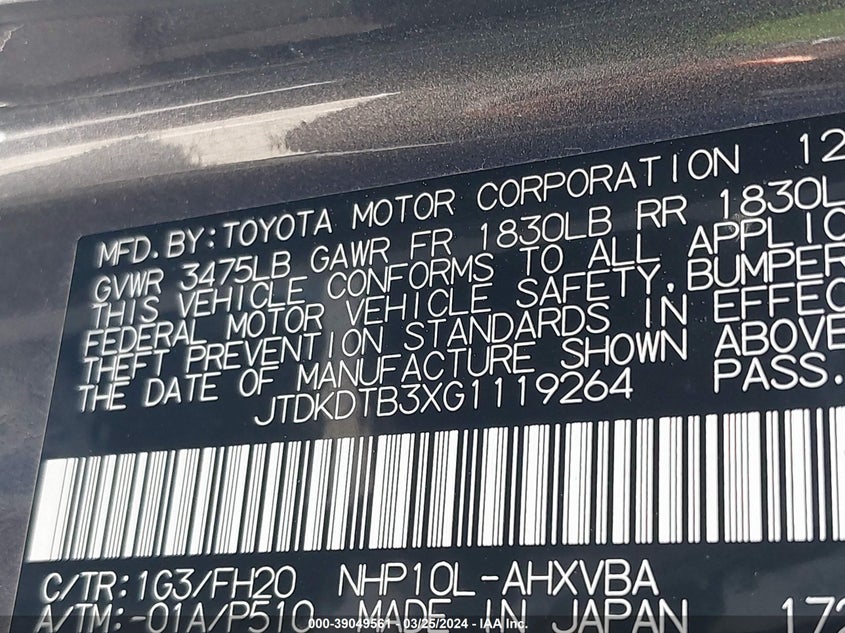 MFD.BY:TOYOTA MOTOR CORPORATION 12
GVWR 3475LB GAWR FR 1830LB RR 1830L
THIS VEHICLE CONFORMS TO ALL APPLIC
FEDERAL MOTOR VEHICLE SAFETY,BUMPER
THEFT PREVENTION STANDARDS IN EFFEC
THE DATE OF MANUFACTURE SHOWN ABOVE
JTDKDTB3XG1119264 PASS.
C/TR:1G3/FH20 NHP10L-AHXVBA
A/TM:-01A/P510 MADE IN JAPAN 172
000-39049561 - 03/25/2024 - IAA Inc.